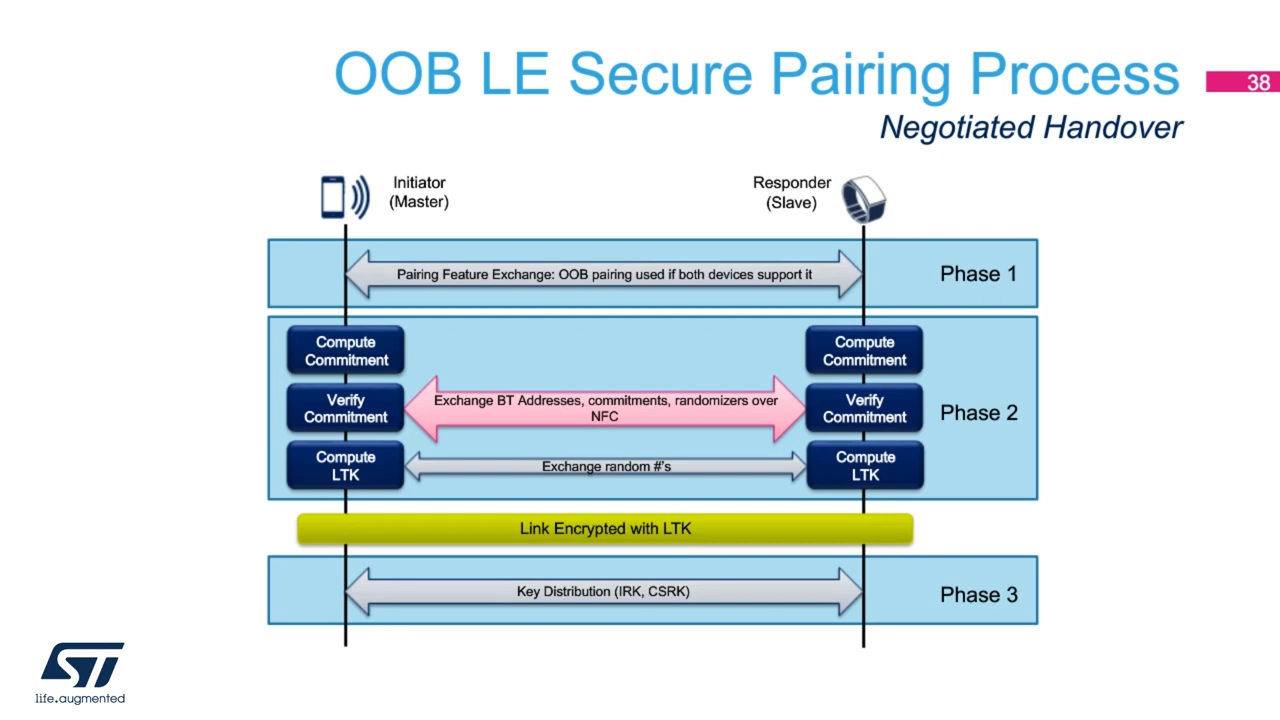 OOB LE Secure Pairing Process
38
Negotiated Handover
Initiator
(Master)
Responder
(Slave)
Pairing Feature Exchange: OOB pairing used if both devices support it
Phase 1
Compute
Commitment
Compute
Commitment
Verify
Commitment
Exchange BT Addresses, commitments, randomizers over
NFC
Verify
Commitment
Phase 2
Compute
LTK
Exchange random #'s
Compute
LTK
Link Encrypted with LTK
Key Distribution (IRK, CSRK)
Phase 3
ST
life.augmented